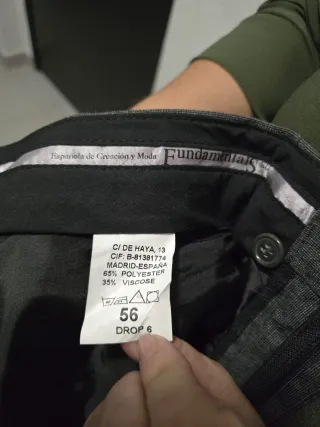 Española de Creación y Moda Fundamentals
C/ DE HAYA, 13
CIF: B-81381774
MADRID-ESPAÑA
65% POLYESTER
35% VISCOSE
56
DROP 6